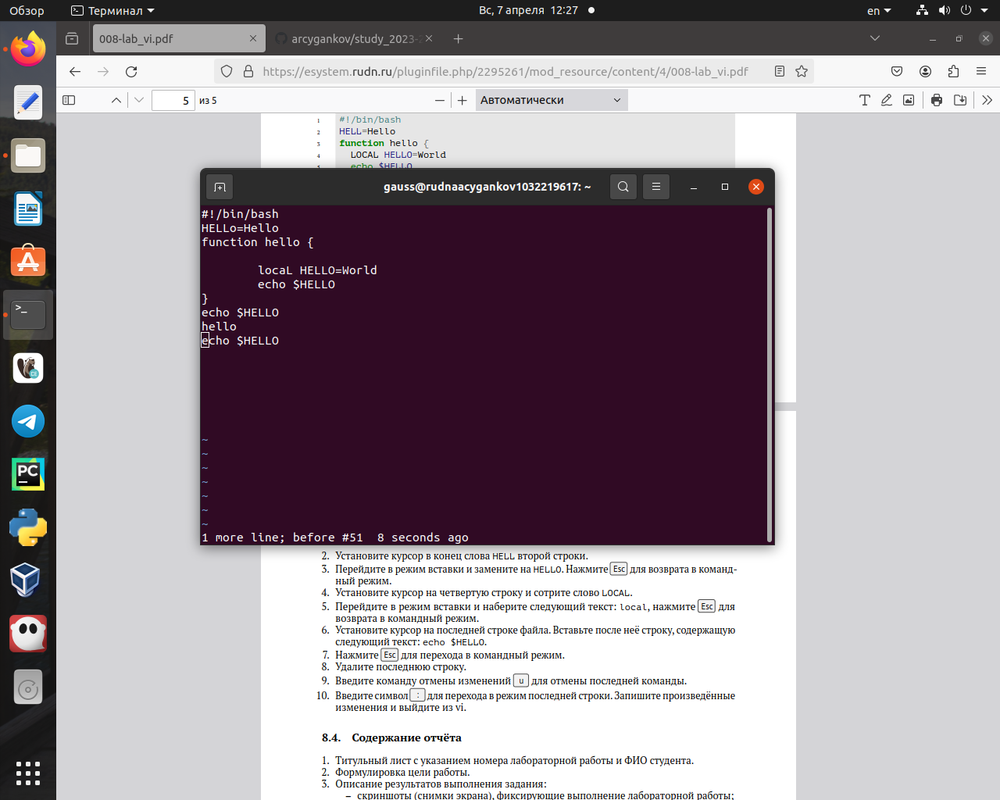 Обзор
Терминал
Вс, 7 апреля 12:27
en
008-lab_vi.pdf
arcygankov/study_2023-2
https://esystem.rudn.ru/pluginfile.php/2295261/mod_resource/content/4/008-lab_vi.pdf
5 из 5
Автоматически
1 #!/bin/bash
2 HELL=Hello
3 function hello {
4 LOCAL HELLO=World
5 echo $HELLO
gauss@rudnaacygankov1032219617: ~
#!/bin/bash
HELLo=Hello
function hello {
locaL HELLO=World
echo $HELLO
}
echo $HELLO
hello
echo $HELLO
~
~
~
~
~
~
~
1 more line; before #51 8 seconds ago
2. Установите курсор в конец слова HELL второй строки.
3. Перейдите в режим вставки и замените на HELLO. Нажмите Esc для возврата в команд-
ный режим.
4. Установите курсор на четвертую строку и сотрите слово LOCAL.
5. Перейдите в режим вставки и наберите следующий текст: local, нажмите Esc для
возврата в командный режим.
6. Установите курсор на последней строке файла. Вставьте после неё строку, содержащую
следующий текст: echo $HELLO.
7. Нажмите Esc для перехода в командный режим.
8. Удалите последнюю строку.
9. Введите команду отмены изменений u для отмены последней команды.
10. Введите символ : для перехода в режим последней строки. Запишите произведённые
изменения и выйдите из vi.
8.4. Содержание отчёта
1. Титульный лист с указанием номера лабораторной работы и ФИО студента.
2. Формулировка цели работы.
3. Описание результатов выполнения задания:
– скриншоты (снимки экрана), фиксирующие выполнение лабораторной работы;